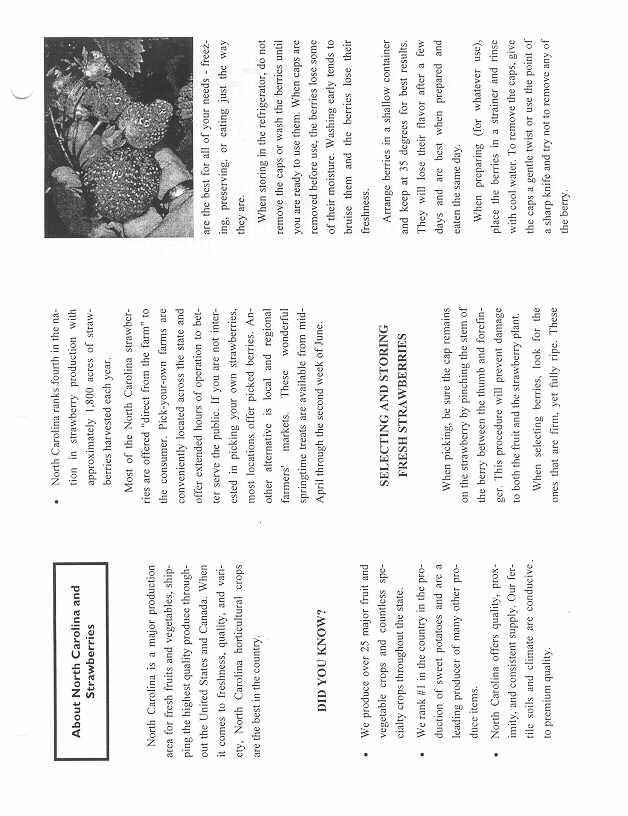 About North Carolina and
Strawberries
North Carolina is a major production
area for fresh fruits and vegetables, ship-
ping the highest quality produce through-
out the United States and Canada. When
it comes to freshness, quality, and vari-
ety, North Carolina horticultural crops
are the best in the country.
DID YOU KNOW?
• We produce over 25 major fruit and
vegetable crops and countless spe-
cialty crops throughout the state.
• We rank #1 in the country in the pro-
duction of sweet potatoes and are a
leading producer of many other pro-
duce items.
• North Carolina offers quality, prox-
imity, and consistent supply. Our fer-
tile soils and climate are conducive
to premium quality.
• North Carolina ranks fourth in the na-
tion in strawberry production with
approximately 1,800 acres of straw-
berries harvested each year.
Most of the North Carolina strawber-
ries are offered "direct from the farm" to
the consumer. Pick-your-own farms are
conveniently located across the state and
offer extended hours of operation to bet-
ter serve the public. If you are not inter-
ested in picking your own strawberries,
most locations offer picked berries. An-
other alternative is local and regional
farmers' markets. These wonderful
springtime treats are available from mid-
April through the second week of June.
SELECTING AND STORING
FRESH STRAWBERRIES
When picking, be sure the cap remains
on the strawberry by pinching the stem of
the berry between the thumb and forefin-
ger. This procedure will prevent damage
to both the fruit and the strawberry plant.
When selecting berries, look for the
ones that are firm, yet fully ripe. These
are the best for all of your needs - freez-
ing, preserving, or eating just the way
they are.
When storing in the refrigerator, do not
remove the caps or wash the berries until
you are ready to use them. When caps are
removed before use, the berries lose some
of their moisture. Washing early tends to
bruise them and the berries lose their
freshness.
Arrange berries in a shallow container
and keep at 35 degrees for best results.
They will lose their flavor after a few
days and are best when prepared and
eaten the same day.
When preparing (for whatever use),
place the berries in a strainer and rinse
with cool water. To remove the caps, give
the caps a gentle twist or use the point of
a sharp knife and try not to remove any of
the berry.